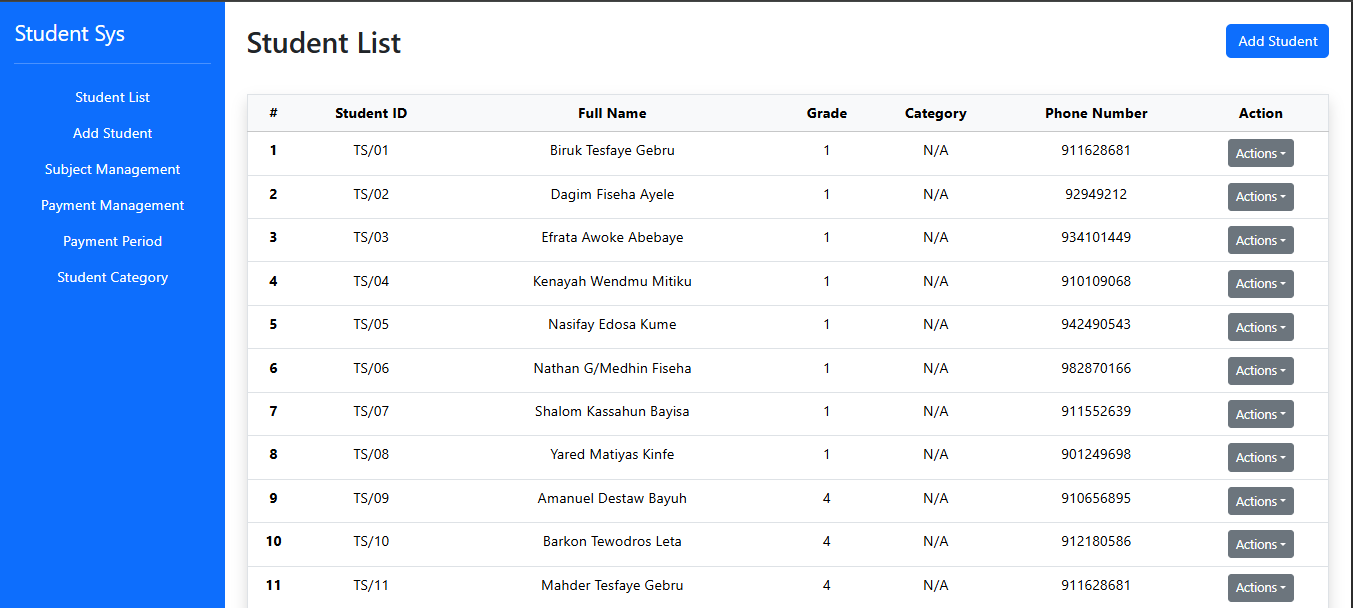 Student Sys
Student List
Add Student
Subject Management
Payment Management
Payment Period
Student Category
Student List
Add Student
# Student ID Full Name Grade Category Phone Number Action
1 TS/01 Biruk Tesfaye Gebru 1 N/A 911628681 Actions
2 TS/02 Dagim Fiseha Ayele 1 N/A 92949212 Actions
3 TS/03 Efrata Awoke Abebaye 1 N/A 934101449 Actions
4 TS/04 Kenayah Wendmu Mitiku 1 N/A 910109068 Actions
5 TS/05 Nasifay Edosa Kume 1 N/A 942490543 Actions
6 TS/06 Nathan G/Medhin Fiseha 1 N/A 982870166 Actions
7 TS/07 Shalom Kassahun Bayisa 1 N/A 911552639 Actions
8 TS/08 Yared Matiyas Kinfe 1 N/A 901249698 Actions
9 TS/09 Amanuel Destaw Bayuh 4 N/A 910656895 Actions
10 TS/10 Barkon Tewodros Leta 4 N/A 912180586 Actions
11 TS/11 Mahder Tesfaye Gebru 4 N/A 911628681 Actions